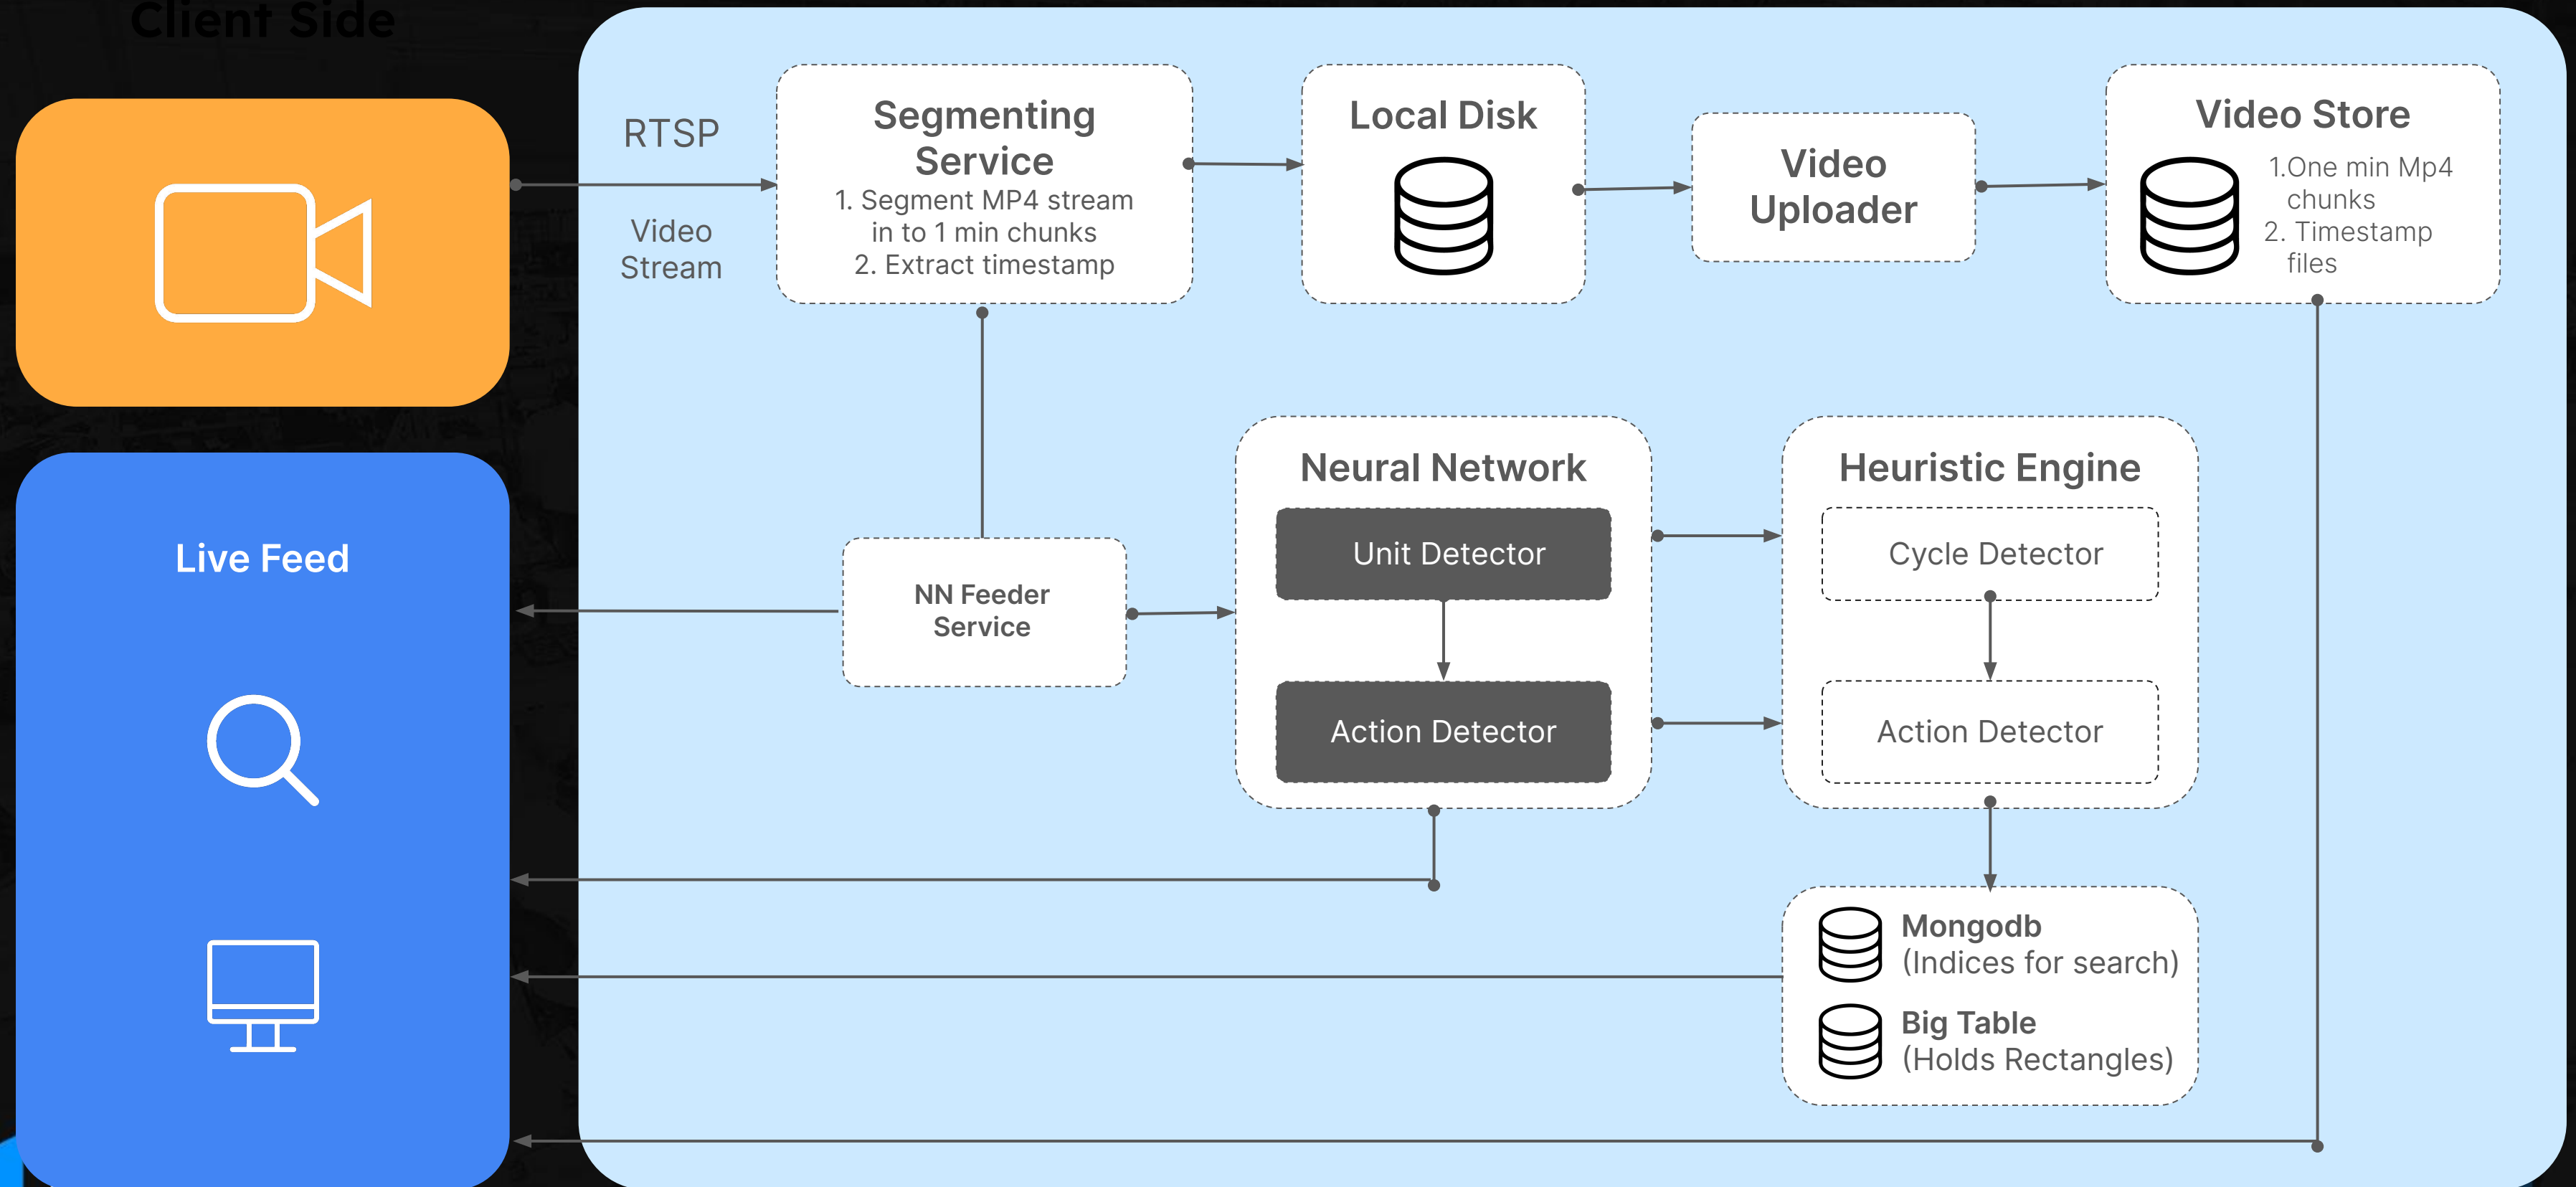 Client Side
RTSP
Video
Stream
Segmenting
Service
1. Segment MP4 stream
in to 1 min chunks
2. Extract timestamp
Local Disk
Video
Uploader
Video Store
1.One min Mp4
chunks
2. Timestamp
files
Live Feed
NN Feeder
Service
Neural Network
Unit Detector
Action Detector
Heuristic Engine
Cycle Detector
Action Detector
Mongodb
(Indices for search)
Big Table
(Holds Rectangles)